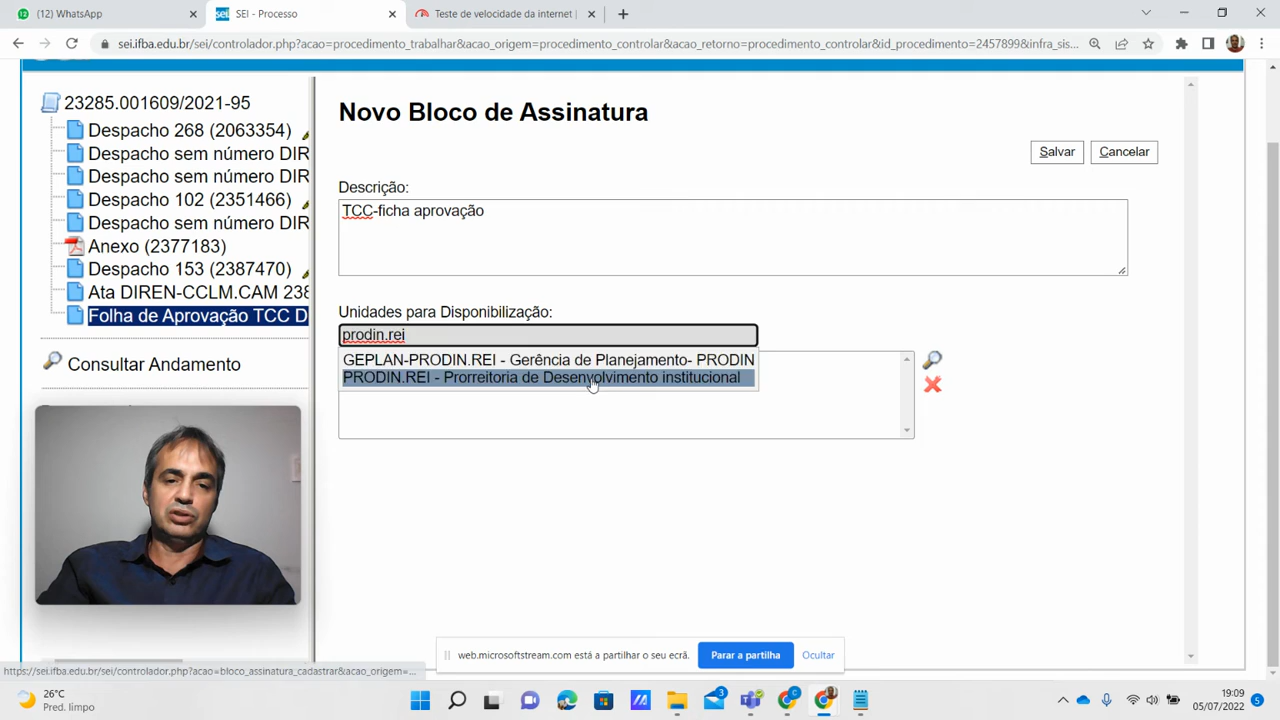 (12) WhatsApp
SEI - Processo
Teste de velocidade da internet |
sei.ifba.edu.br/sei/controlador.php?acao=procedimento_trabalhar&acao_origem=procedimento_controlar&acao_retorno=procedimento_controlar&id_procedimento=2457899&infra_sis...
23285.001609/2021-95
Despacho 268 (2063354)
Despacho sem número DIR
Despacho sem número DIR
Despacho 102 (2351466)
Despacho sem número DIR
Anexo (2377183)
Despacho 153 (2387470)
Ata DIREN-CCLM.CAM 238
Folha de Aprovação TCC D
Consultar Andamento
Novo Bloco de Assinatura
Salvar
Cancelar
Descrição:
TCC-ficha aprovação
Unidades para Disponibilização:
prodin.rei
GEPLAN-PRODIN.REI - Gerência de Planejamento- PRODIN
PRODIN.REI - Prorreitoria de Desenvolvimento institucional
web.microsoftstream.com está a partilhar o seu ecrã.
Parar a partilha
Ocultar
https://sei.ifba.edu.br/sei/controlador.php?acao=bloco_assinatura_cadastrar&acao_origem=...
26°C
Pred. limpo
3
19:09
05/07/2022
5